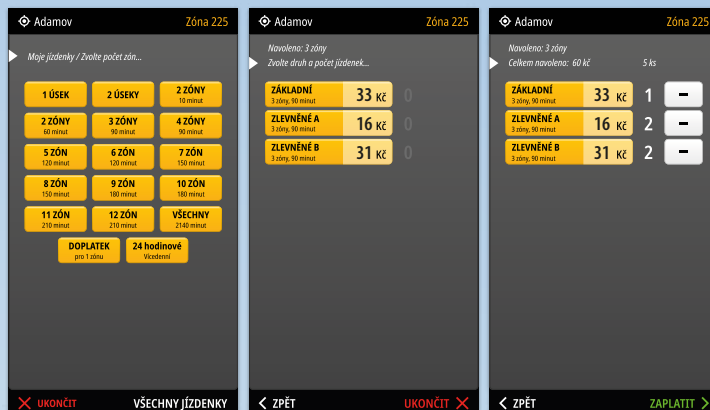 Adamov Zóna 225
Moje jízdenky / Zvolte počet zón...
1 ÚSEK
2 ÚSEKY
2 ZÓNY
10 minut
2 ZÓNY
60 minut
3 ZÓNY
90 minut
4 ZÓNY
90 minut
5 ZÓN
120 minut
6 ZÓN
120 minut
7 ZÓN
150 minut
8 ZÓN
150 minut
9 ZÓN
180 minut
10 ZÓN
180 minut
11 ZÓN
210 minut
12 ZÓN
210 minut
VŠECHNY
2140 minut
DOPLATEK
pro 1 zónu
24 hodinové
Vícedenní
UKONČIT VŠECHNY JÍZDENKY
Adamov Zóna 225
Navoleno: 3 zóny
Zvolte druh a počet jízdenek...
ZÁKLADNÍ
3 zóny, 90 minut
33 Kč 0
ZLEVNĚNÉ A
3 zóny, 90 minut
16 Kč 0
ZLEVNĚNÉ B
3 zóny, 90 minut
31 Kč 0
ZPĚT UKONČIT
Adamov Zóna 225
Navoleno: 3 zóny
Celkem navoleno: 60 kč 5 ks
ZÁKLADNÍ
3 zóny, 90 minut
33 Kč 1 -
ZLEVNĚNÉ A
3 zóny, 90 minut
16 Kč 2 -
ZLEVNĚNÉ B
3 zóny, 90 minut
31 Kč 2 -
ZPĚT ZAPLATIT